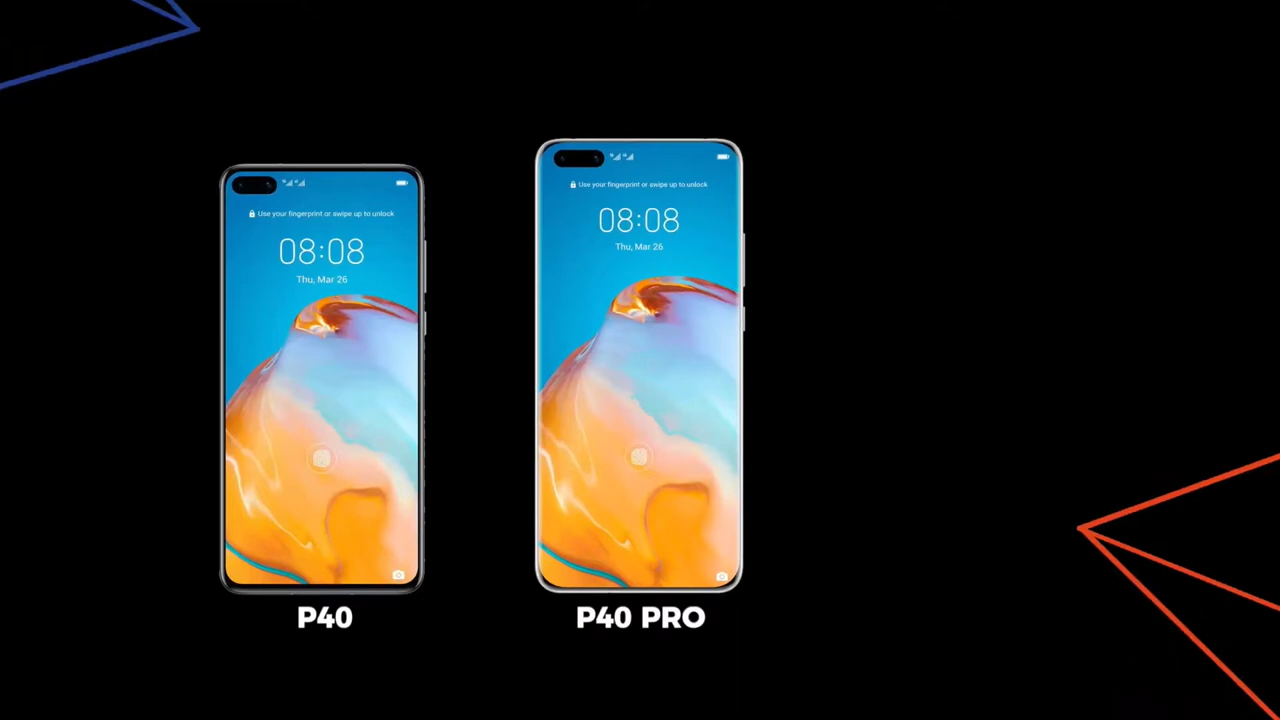 Use your fingerprint or swipe up to unlock
08:08
Thu, Mar 26
P40
Use your fingerprint or swipe up to unlock
08:08
Thu, Mar 26
P40 PRO